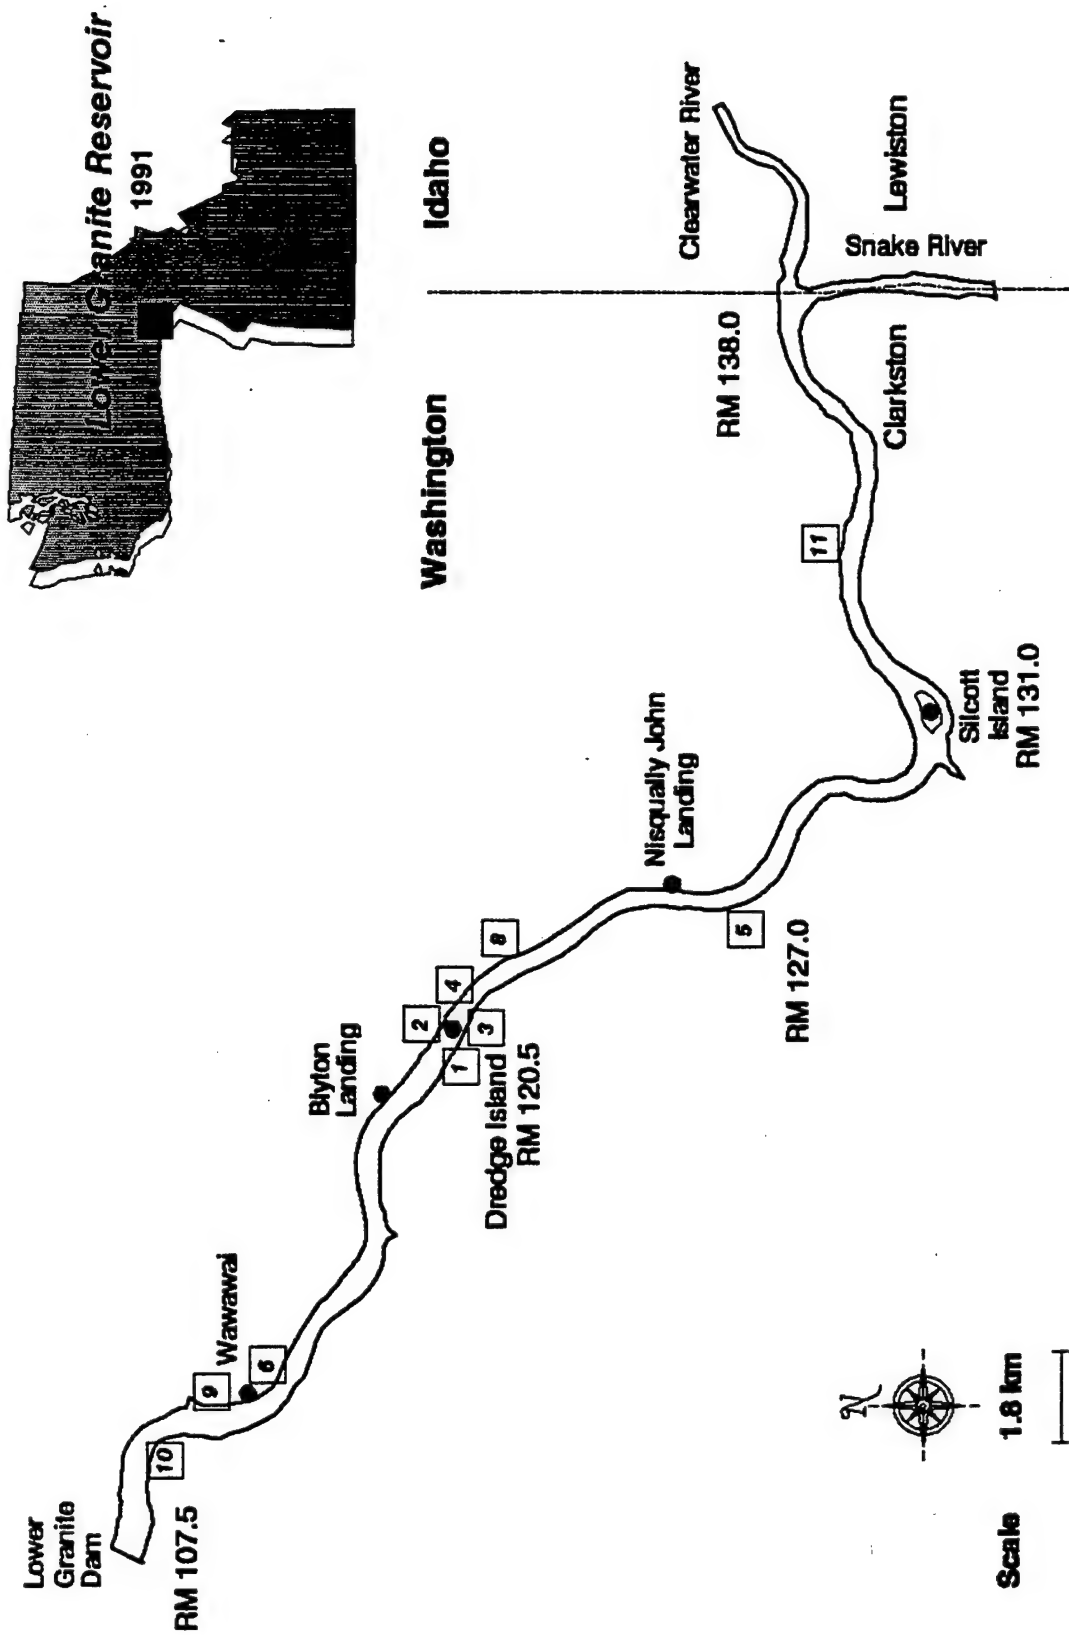 Lower Granite Reservoir
1991
Washington
Idaho
Lower
Granite
Dam
RM 107.5
10
9
Wawawai
6
Blyton
Landing
2
4
1
3
8
Dredge Island
RM 120.5
Nisqually John
Landing
5
RM 127.0
Silcott
Island
RM 131.0
11
RM 138.0
Clarkston
Clearwater River
Snake River
Lewiston
N
Scale
1.8 km